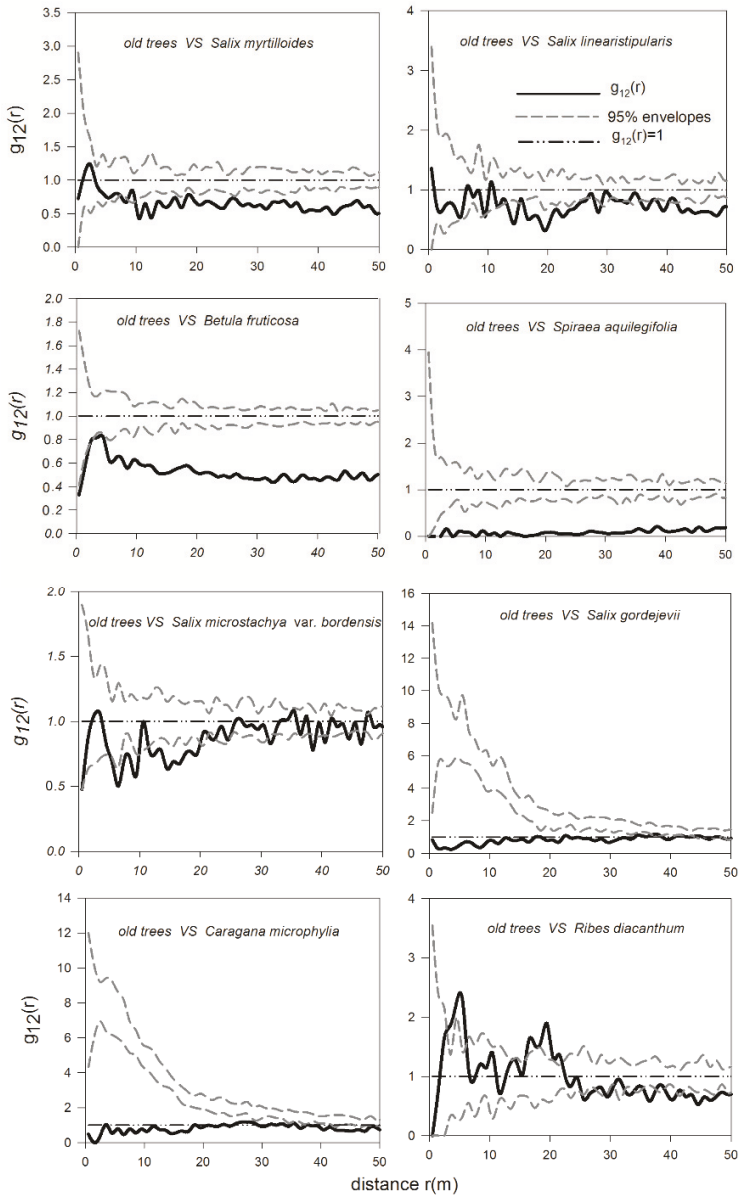 old trees VS Salix myrtilloides
3.5
3.0
2.5
2.0
1.5
1.0
0.5
0.0
g12(r)
0 10 20 30 40 50
old trees VS Salix linearistipularis
g12(r)
95% envelopes
g12(r)=1
4
3
2
1
0
0 10 20 30 40 50
old trees VS Betula fruticosa
2.0
1.8
1.6
1.4
1.2
1.0
0.8
0.6
0.4
0.2
0.0
g12(r)
0 10 20 30 40 50
old trees VS Spiraea aquilegifolia
5
4
3
2
1
0
0 10 20 30 40 50
old trees VS Salix microstachya var. bordensis
2.0
1.5
1.0
0.5
0.0
g12(r)
0 10 20 30 40 50
old trees VS Salix gordejevii
16
14
12
10
8
6
4
2
0
0 10 20 30 40 50
old trees VS Caragana microphylia
14
12
10
8
6
4
2
0
g12(r)
0 10 20 30 40 50
old trees VS Ribes diacanthum
4
3
2
1
0
0 10 20 30 40 50
distance r(m)